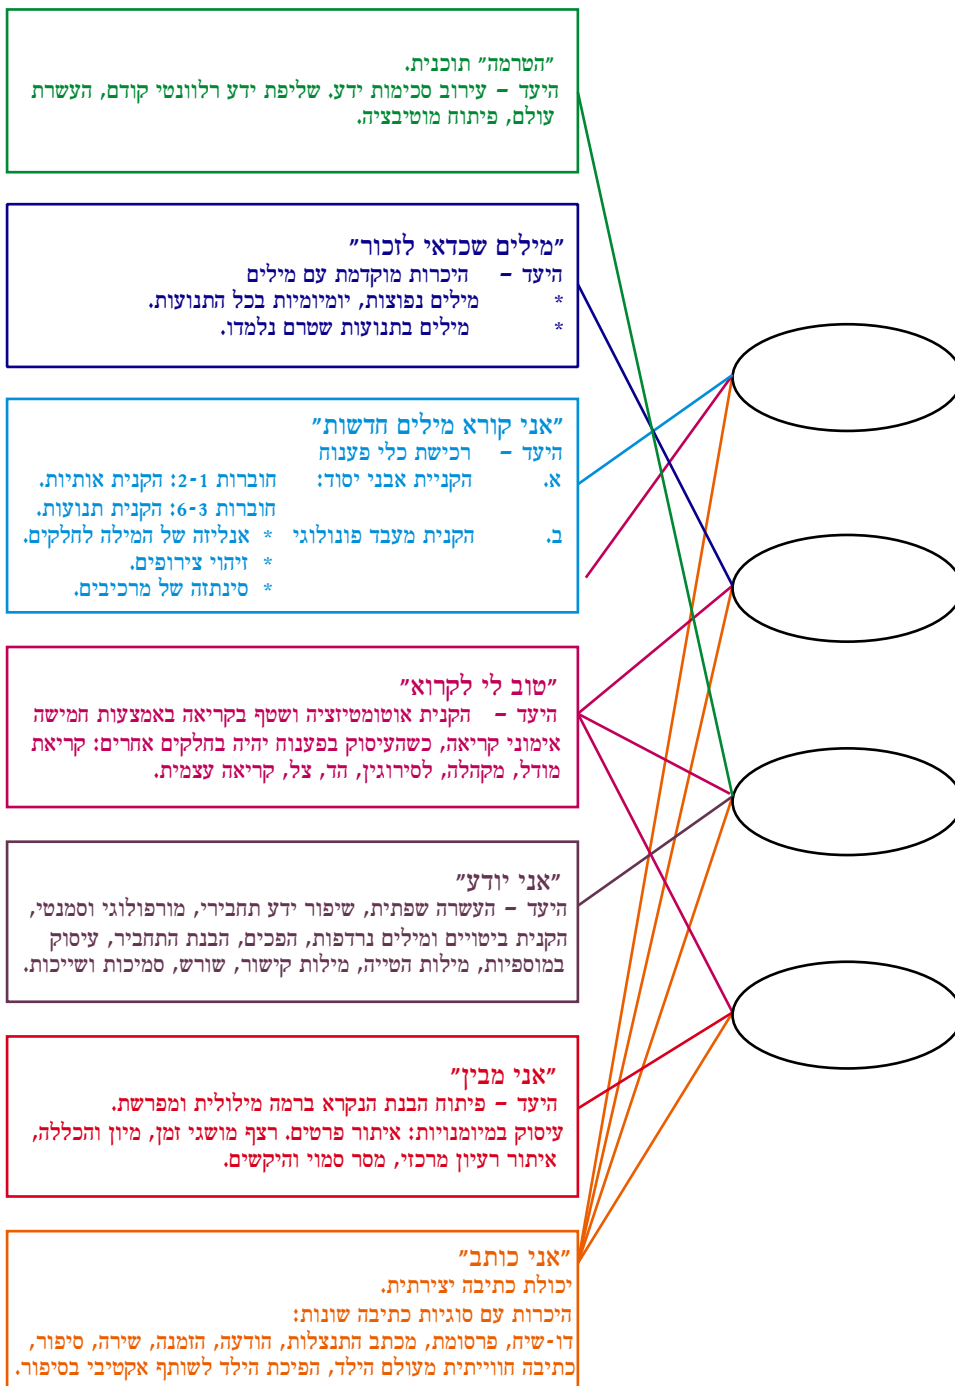 "הטרמה" תוכנית.
היעד – עירוב סכימות ידע. שליפת ידע רלוונטי קודם, העשרת
עולם, פיתוח מוטיבציה.
"מילים שכדאי לזכור"
היעד – היכרות מוקדמת עם מילים
* מילים נפוצות, יומיומיות בכל התנועות.
* מילים בתנועות שטרם נלמדו.
"אני קורא מילים חדשות"
היעד – רכישת כלי פענוח
א. הקניית אבני יסוד: חוברות 2-1: הקנית אותיות.
חוברות 6-3: הקנית תנועות.
ב. הקנית מעבד פונולוגי * אנליזה של המילה לחלקים.
* זיהוי צירופים.
* סינתזה של מרכיבים.
"טוב לי לקרוא"
היעד – הקנית אוטומטיזציה ושטף בקריאה באמצעות חמישה
אימוני קריאה, כשהעיסוק בפענוח יהיה בחלקים אחרים: קריאת
מודל, מקהלה, לסירוגין, הד, צל, קריאה עצמית.
"אני יודע"
היעד – העשרה שפתית, שיפור ידע תחבירי, מורפולוגי וסמנטי,
הקנית ביטויים ומילים נרדפות, הפכים, הבנת התחביר, עיסוק
במוספיות, מילות הטייה, מילות קישור, שורש, סמיכות ושייכות.
"אני מבין"
היעד – פיתוח הבנת הנקרא ברמה מילולית ומפרשת.
עיסוק במיומנויות: איתור פרטים. רצף מושגי זמן, מיון והכללה,
איתור רעיון מרכזי, מסר סמוי והיקשים.
"אני כותב"
יכולת כתיבה יצירתית.
היכרות עם סוגיות כתיבה שונות:
דו-שיח, פרסומת, מכתב התנצלות, הודעה, הזמנה, שירה, סיפור,
כתיבה חווייתית מעולם הילד, הפיכת הילד לשותף אקטיבי בסיפור.